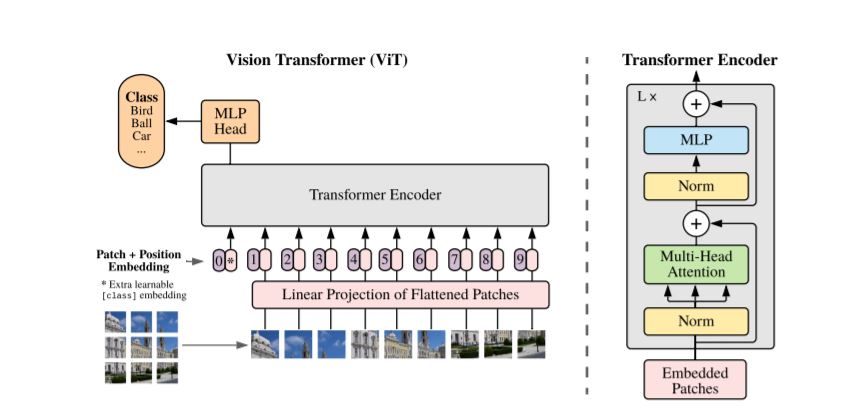 Vision Transformer (ViT)
Class
Bird
Ball
Car
...
MLP
Head
Transformer Encoder
Patch + Position
Embedding
0 * 1 2 3 4 5 6 7 8 9
* Extra learnable
[class] embedding
Linear Projection of Flattened Patches
Transformer Encoder
L ×
+
MLP
Norm
+
Multi-Head
Attention
Norm
Embedded
Patches